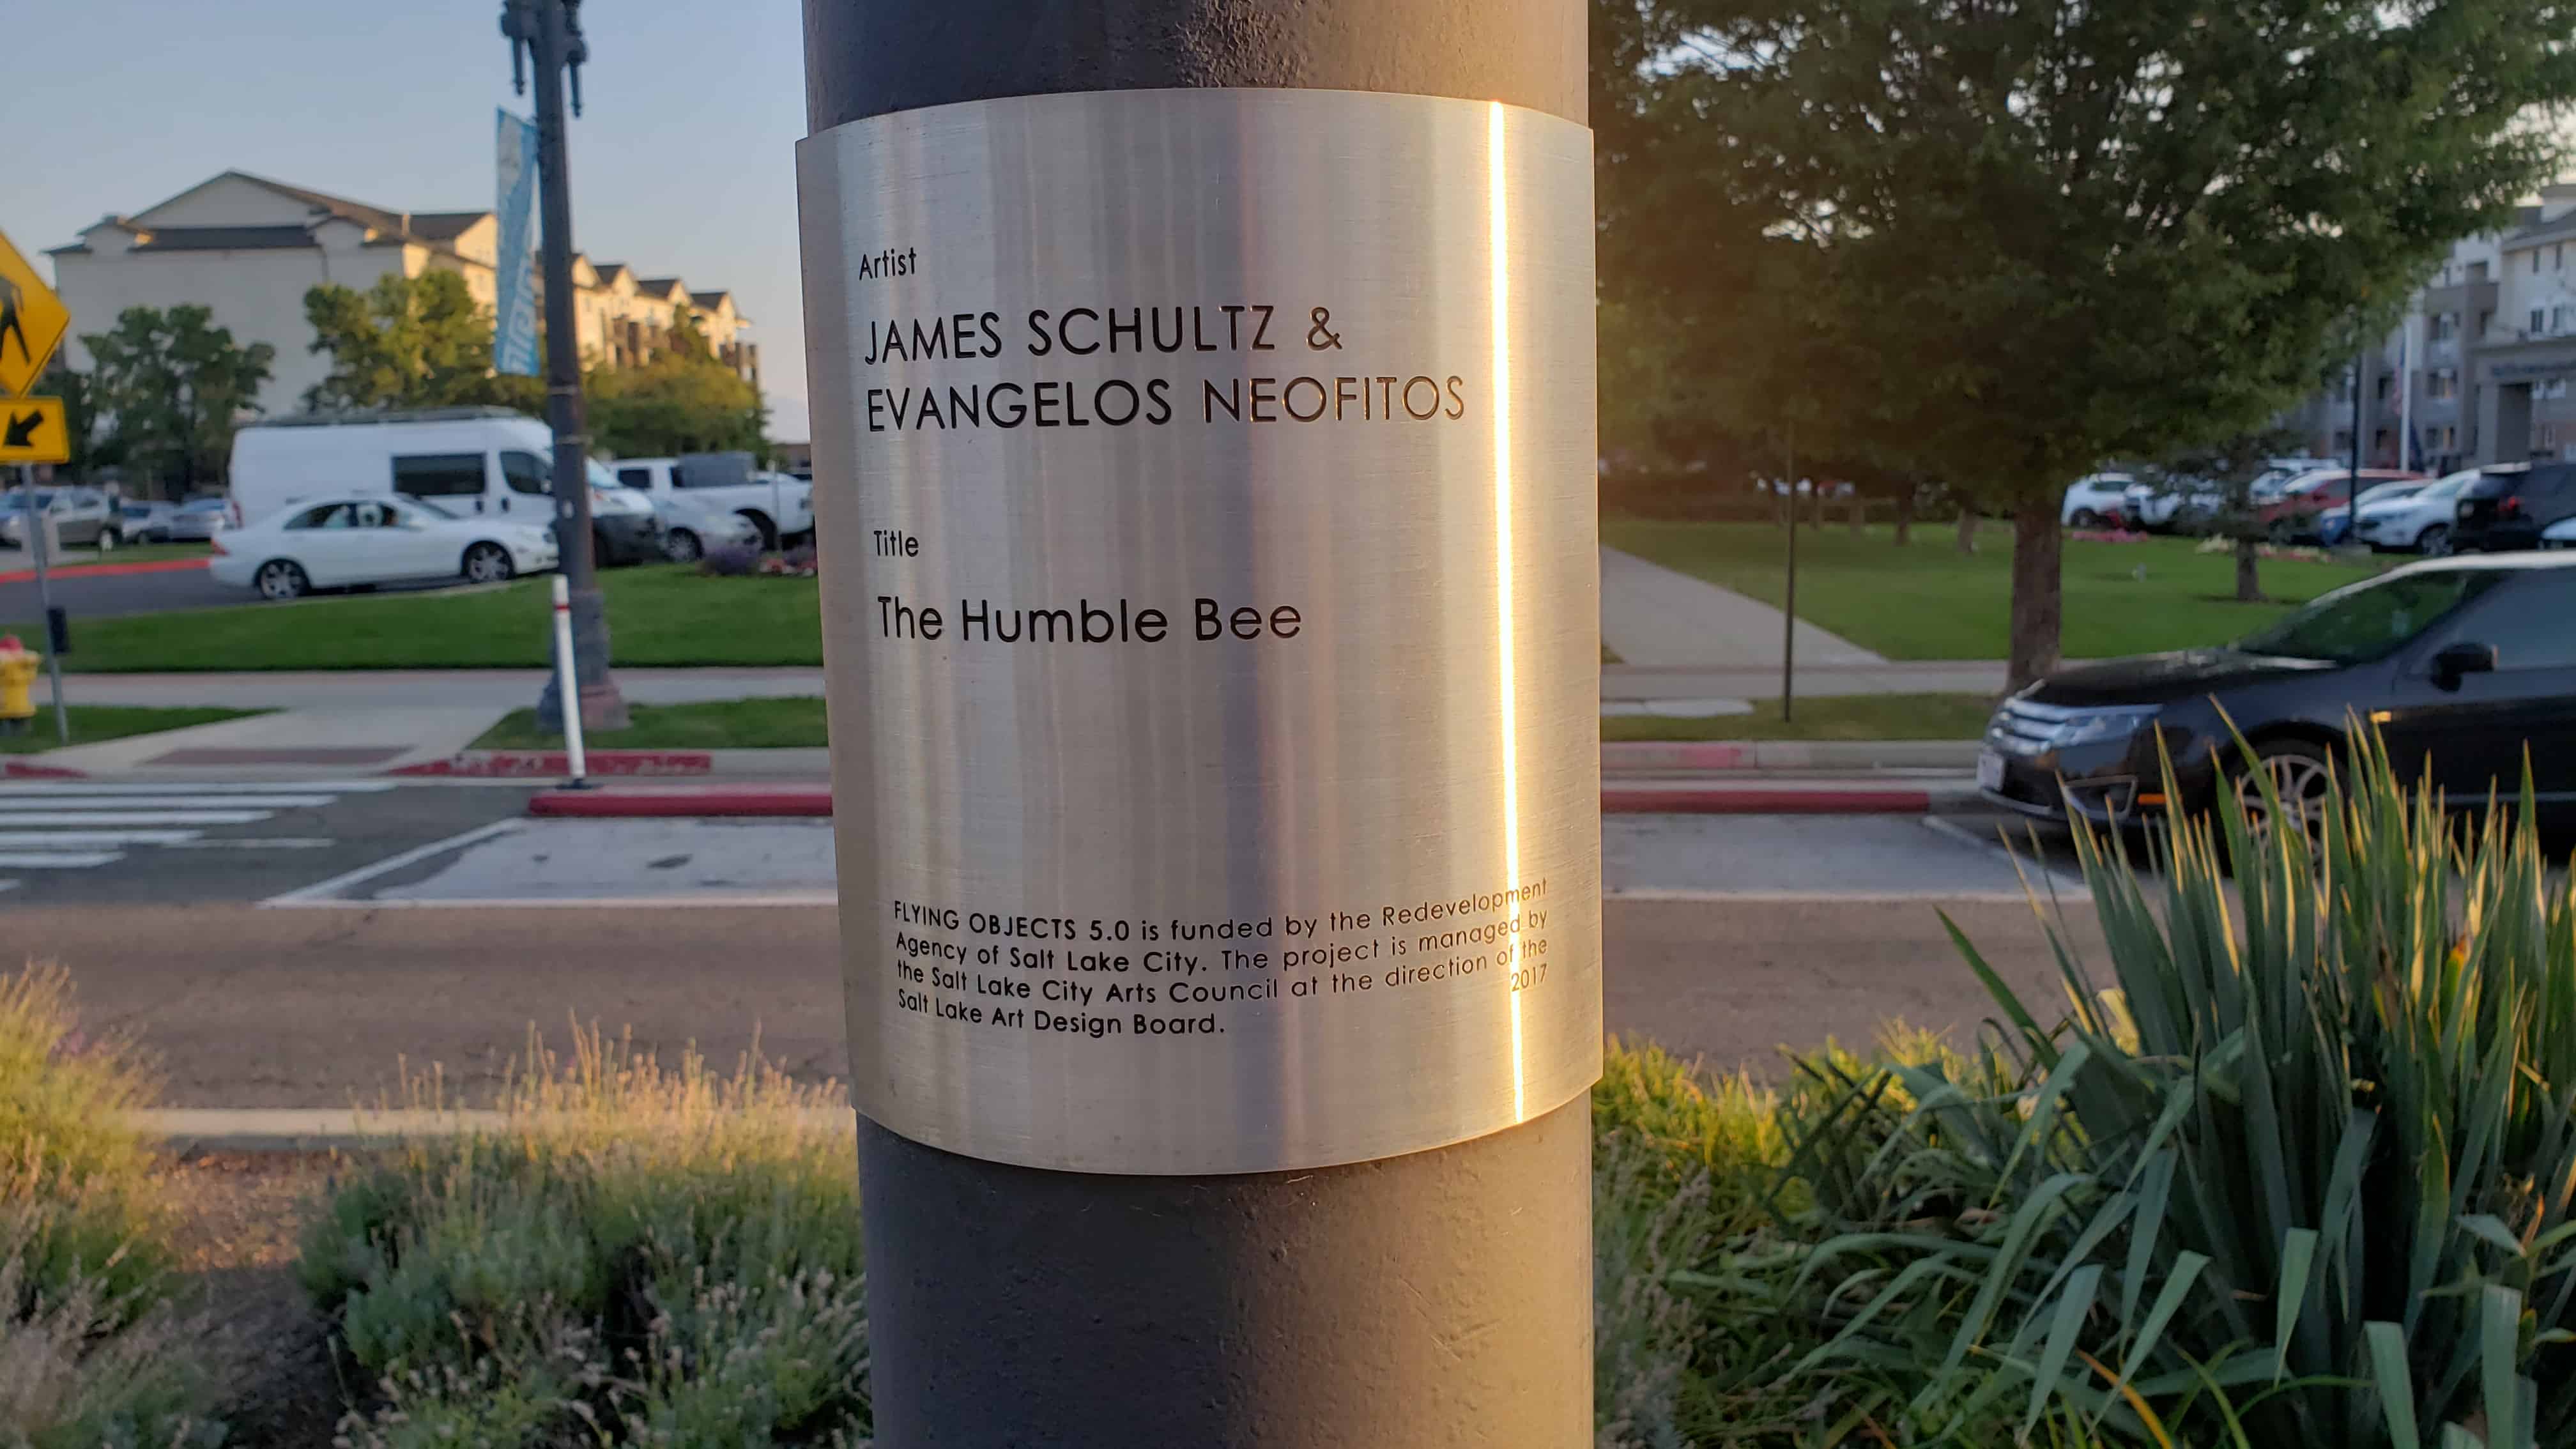 Artist
JAMES SCHULTZ &
EVANGELOS NEOFITOS
Title
The Humble Bee
FLYING OBJECTS 5.0 is funded by the Redevelopment
Agency of Salt Lake City. The project is managed by
the Salt Lake City Arts Council at the direction of the
Salt Lake Art Design Board. 2017